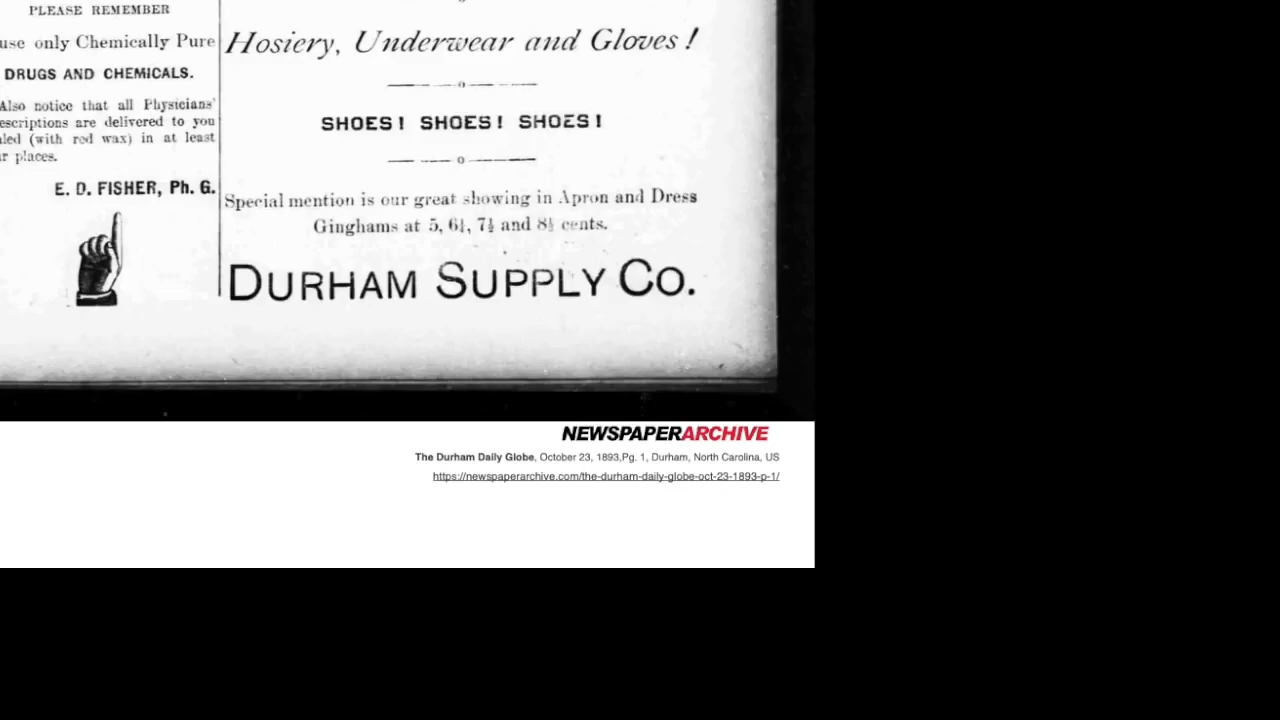 PLEASE REMEMBER
use only Chemically Pure
DRUGS AND CHEMICALS.
Also notice that all Physicians'
escriptions are delivered to you
led (with red wax) in at least
r places.
E. D. FISHER, Ph. G.
Hosiery, Underwear and Gloves!
SHOES! SHOES! SHOES!
Special mention is our great showing in Apron and Dress
Ginghams at 5, 6¼, 7½ and 8½ cents.
DURHAM SUPPLY CO.
NEWSPAPERARCHIVE
The Durham Daily Globe, October 23, 1893,Pg. 1, Durham, North Carolina, US
https://newspaperarchive.com/the-durham-daily-globe-oct-23-1893-p-1/